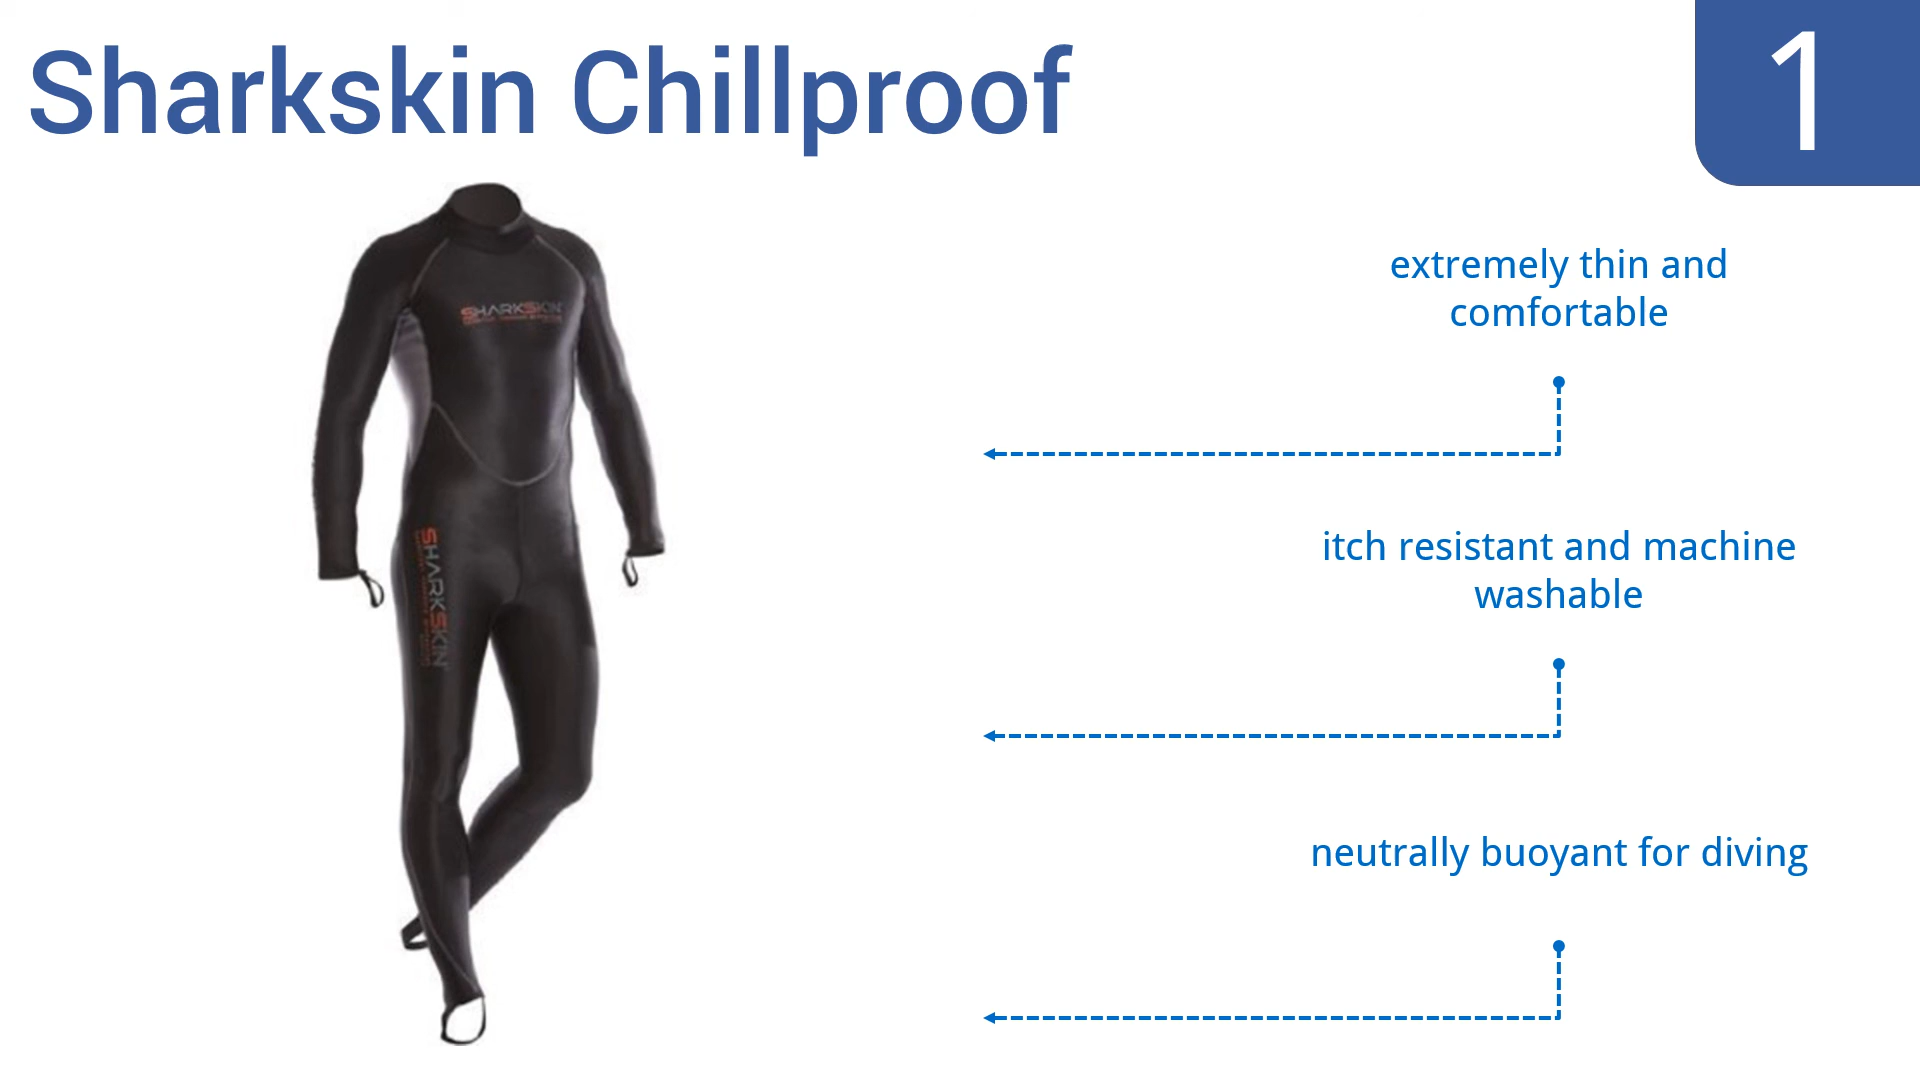 Sharkskin Chillproof
1
extremely thin and
comfortable
SHARKSKIN
itch resistant and machine
washable
SHARKSKIN
neutrally buoyant for diving